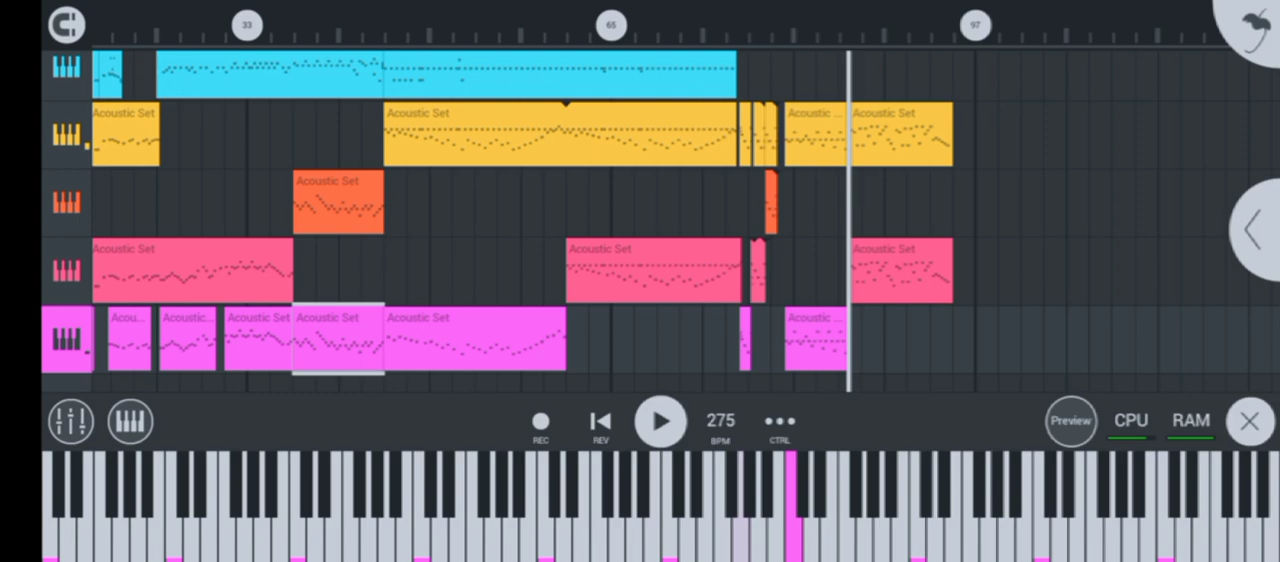 33 65 97
Acoustic Set Acoustic Set Acoustic ... Acoustic Set
Acoustic Set
Acoustic Set Acoustic Set Acoustic Set
Acou... Acoustic... Acoustic Set Acoustic Set Acoustic Set Acoustic ...
275 Preview CPU RAM
REC REV BPM CTRL